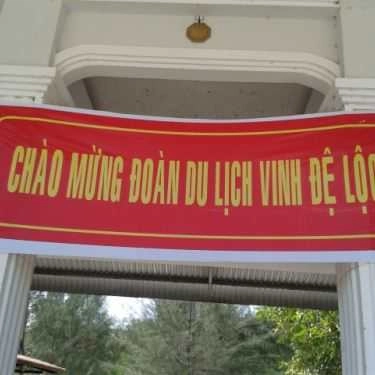 CHÀO MỪNG ĐOÀN DU LỊCH VINH ĐỆ LỘC